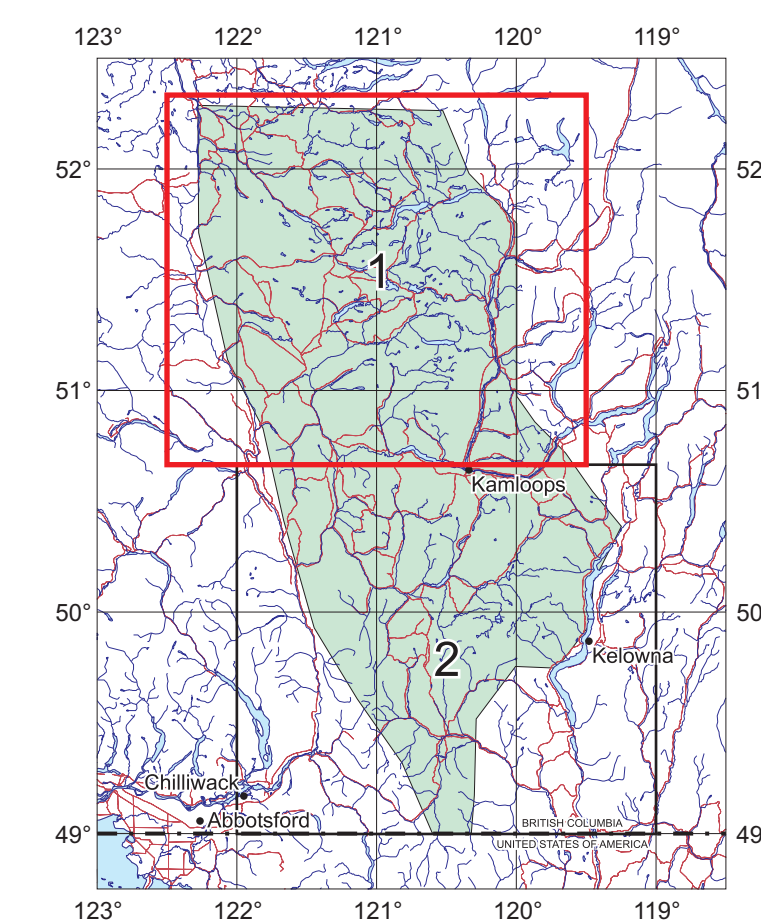 123° 122° 121° 120° 119°
52° 52
1
51° 51
Kamloops
50° 50
2
Kelowna
Chilliwack
Abbotsford
BRITISH COLUMBIA
49° 49
UNITED STATES OF AMERICA
123° 122° 121° 120° 119°